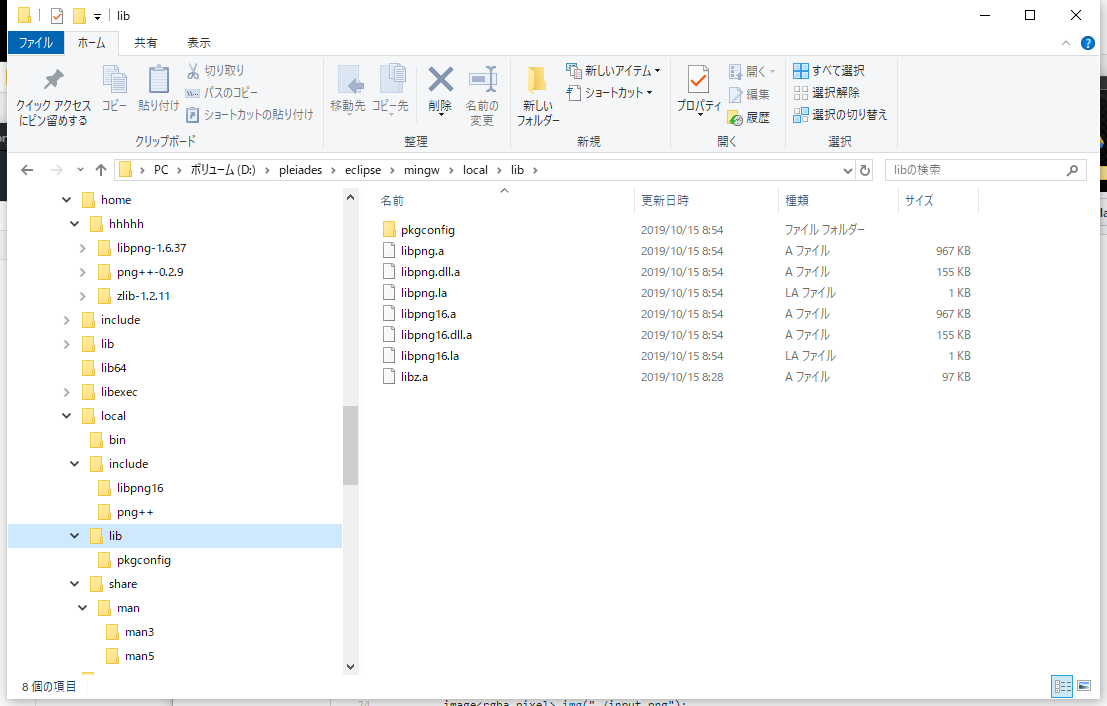 lib
ファイル ホーム 共有 表示
クイック アクセス
にピン留めする
コピー
貼り付け
切り取り
パスのコピー
ショートカットの貼り付け
クリップボード
移動先 コピー先 削除 名前の
変更
整理
新しい
フォルダー
新しいアイテム
ショートカット
新規
プロパティ
開く
編集
履歴
開く
すべて選択
選択解除
選択の切り替え
選択
PC ボリューム (D:) pleiades eclipse mingw local lib
libの検索
home
hhhhh
libpng-1.6.37
png++-0.2.9
zlib-1.2.11
include
lib
lib64
libexec
local
bin
include
libpng16
png++
lib
pkgconfig
share
man
man3
man5
名前 更新日時 種類 サイズ
pkgconfig 2019/10/15 8:54 ファイル フォルダー
libpng.a 2019/10/15 8:54 A ファイル 967 KB
libpng.dll.a 2019/10/15 8:54 A ファイル 155 KB
libpng.la 2019/10/15 8:54 LA ファイル 1 KB
libpng16.a 2019/10/15 8:54 A ファイル 967 KB
libpng16.dll.a 2019/10/15 8:54 A ファイル 155 KB
libpng16.la 2019/10/15 8:54 LA ファイル 1 KB
libz.a 2019/10/15 8:28 A ファイル 97 KB
8 個の項目